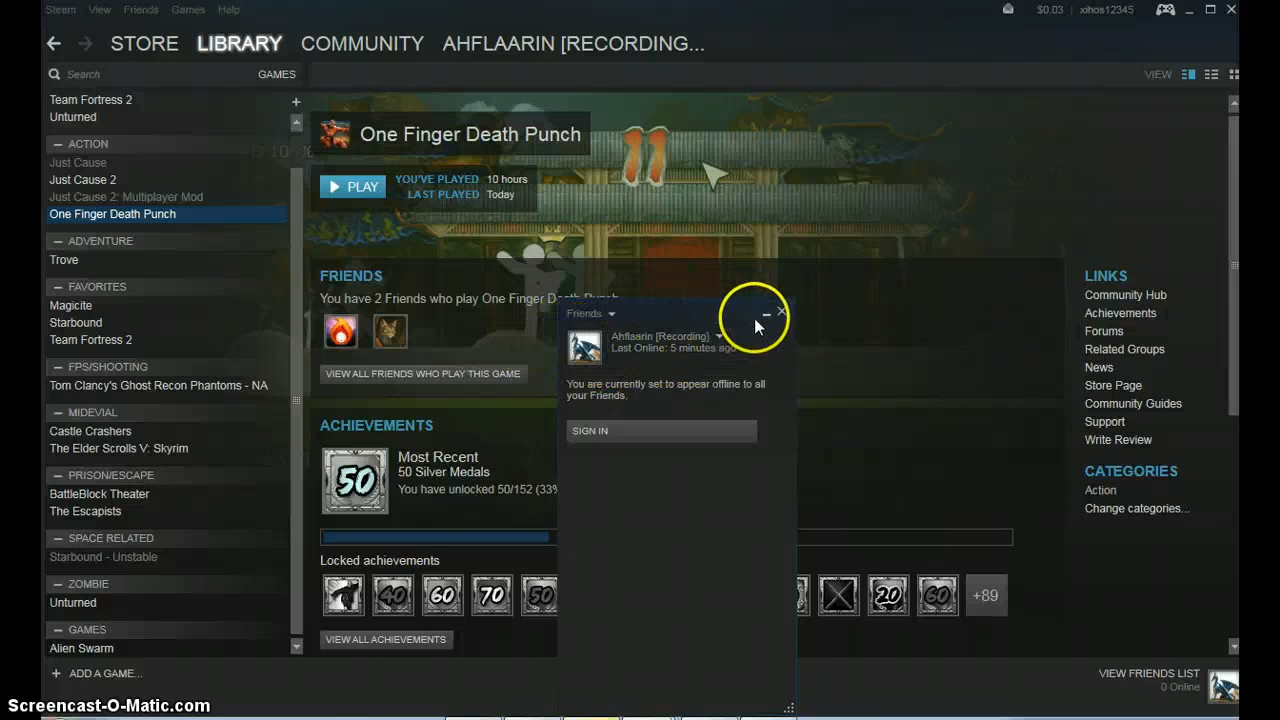 Steam View Friends Games Help
$0.03 xihos12345
STORE LIBRARY COMMUNITY AHFLAARIN [RECORDING...
Search GAMES
VIEW
Team Fortress 2
Unturned
ACTION
Just Cause
Just Cause 2
Just Cause 2: Multiplayer Mod
One Finger Death Punch
ADVENTURE
Trove
FAVORITES
Magicite
Starbound
Team Fortress 2
FPS/SHOOTING
Tom Clancy's Ghost Recon Phantoms - NA
MIDEVIAL
Castle Crashers
The Elder Scrolls V: Skyrim
PRISON/ESCAPE
BattleBlock Theater
The Escapists
SPACE RELATED
Starbound - Unstable
ZOMBIE
Unturned
GAMES
Alien Swarm
ADD A GAME...
One Finger Death Punch
PLAY
YOU'VE PLAYED 10 hours
LAST PLAYED Today
FRIENDS
You have 2 Friends who play One Finger Death Punch
VIEW ALL FRIENDS WHO PLAY THIS GAME
ACHIEVEMENTS
50
Most Recent
50 Silver Medals
You have unlocked 50/152 (33%
Locked achievements
40 60 70 50 20 60 +89
VIEW ALL ACHIEVEMENTS
Friends
Ahflaarin [Recording]
Last Online: 5 minutes ago
You are currently set to appear offline to all
your Friends.
SIGN IN
LINKS
Community Hub
Achievements
Forums
Related Groups
News
Store Page
Community Guides
Support
Write Review
CATEGORIES
Action
Change categories...
VIEW FRIENDS LIST
0 Online
Screencast-O-Matic.com